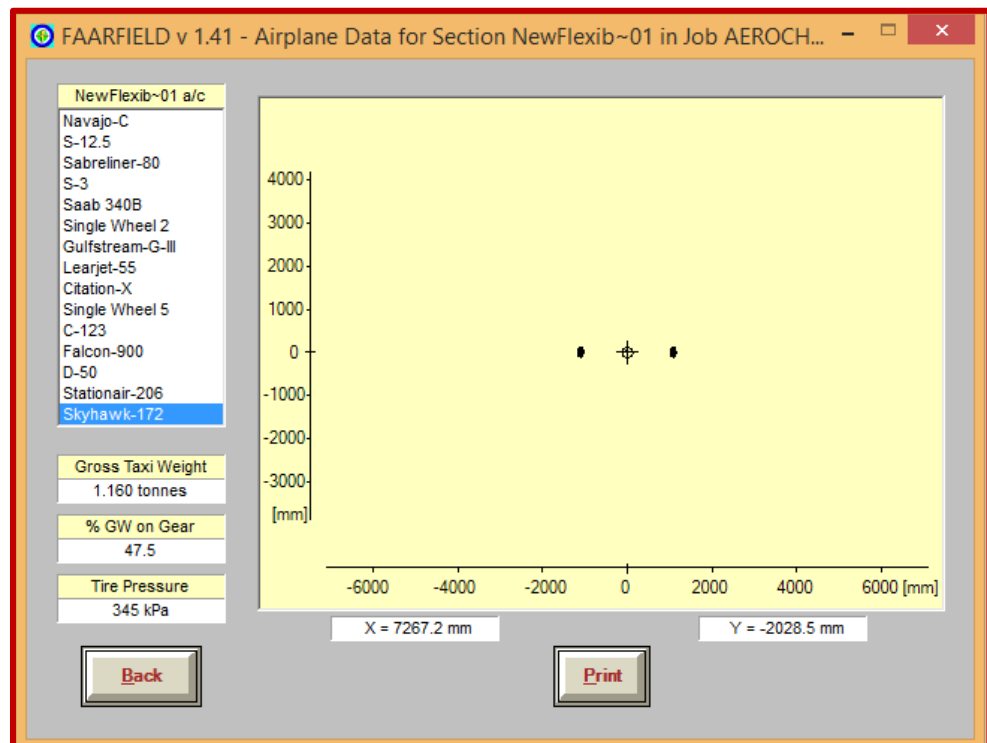 FAARFIELD v 1.41 - Airplane Data for Section NewFlexib~01 in Job AEROCH...
NewFlexib~01 a/c
Navajo-C
S-12.5
Sabreliner-80
S-3
Saab 340B
Single Wheel 2
Gulfstream-G-III
Learjet-55
Citation-X
Single Wheel 5
C-123
Falcon-900
D-50
Stationair-206
Skyhawk-172
Gross Taxi Weight
1.160 tonnes
% GW on Gear
47.5
Tire Pressure
345 kPa
4000
3000
2000
1000
0
-1000
-2000
-3000
[mm]
-6000 -4000 -2000 0 2000 4000 6000 [mm]
X = 7267.2 mm Y = -2028.5 mm
Back Print